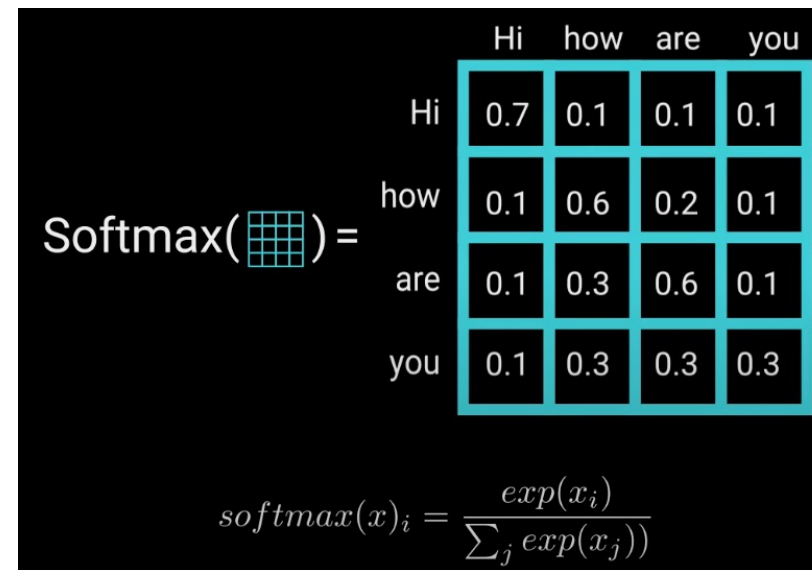 Hi how are you
Hi 0.7 0.1 0.1 0.1
how 0.1 0.6 0.2 0.1
Softmax( ) =
are 0.1 0.3 0.6 0.1
you 0.1 0.3 0.3 0.3
softmax(x)_i = exp(x_i) / ∑_j exp(x_j))